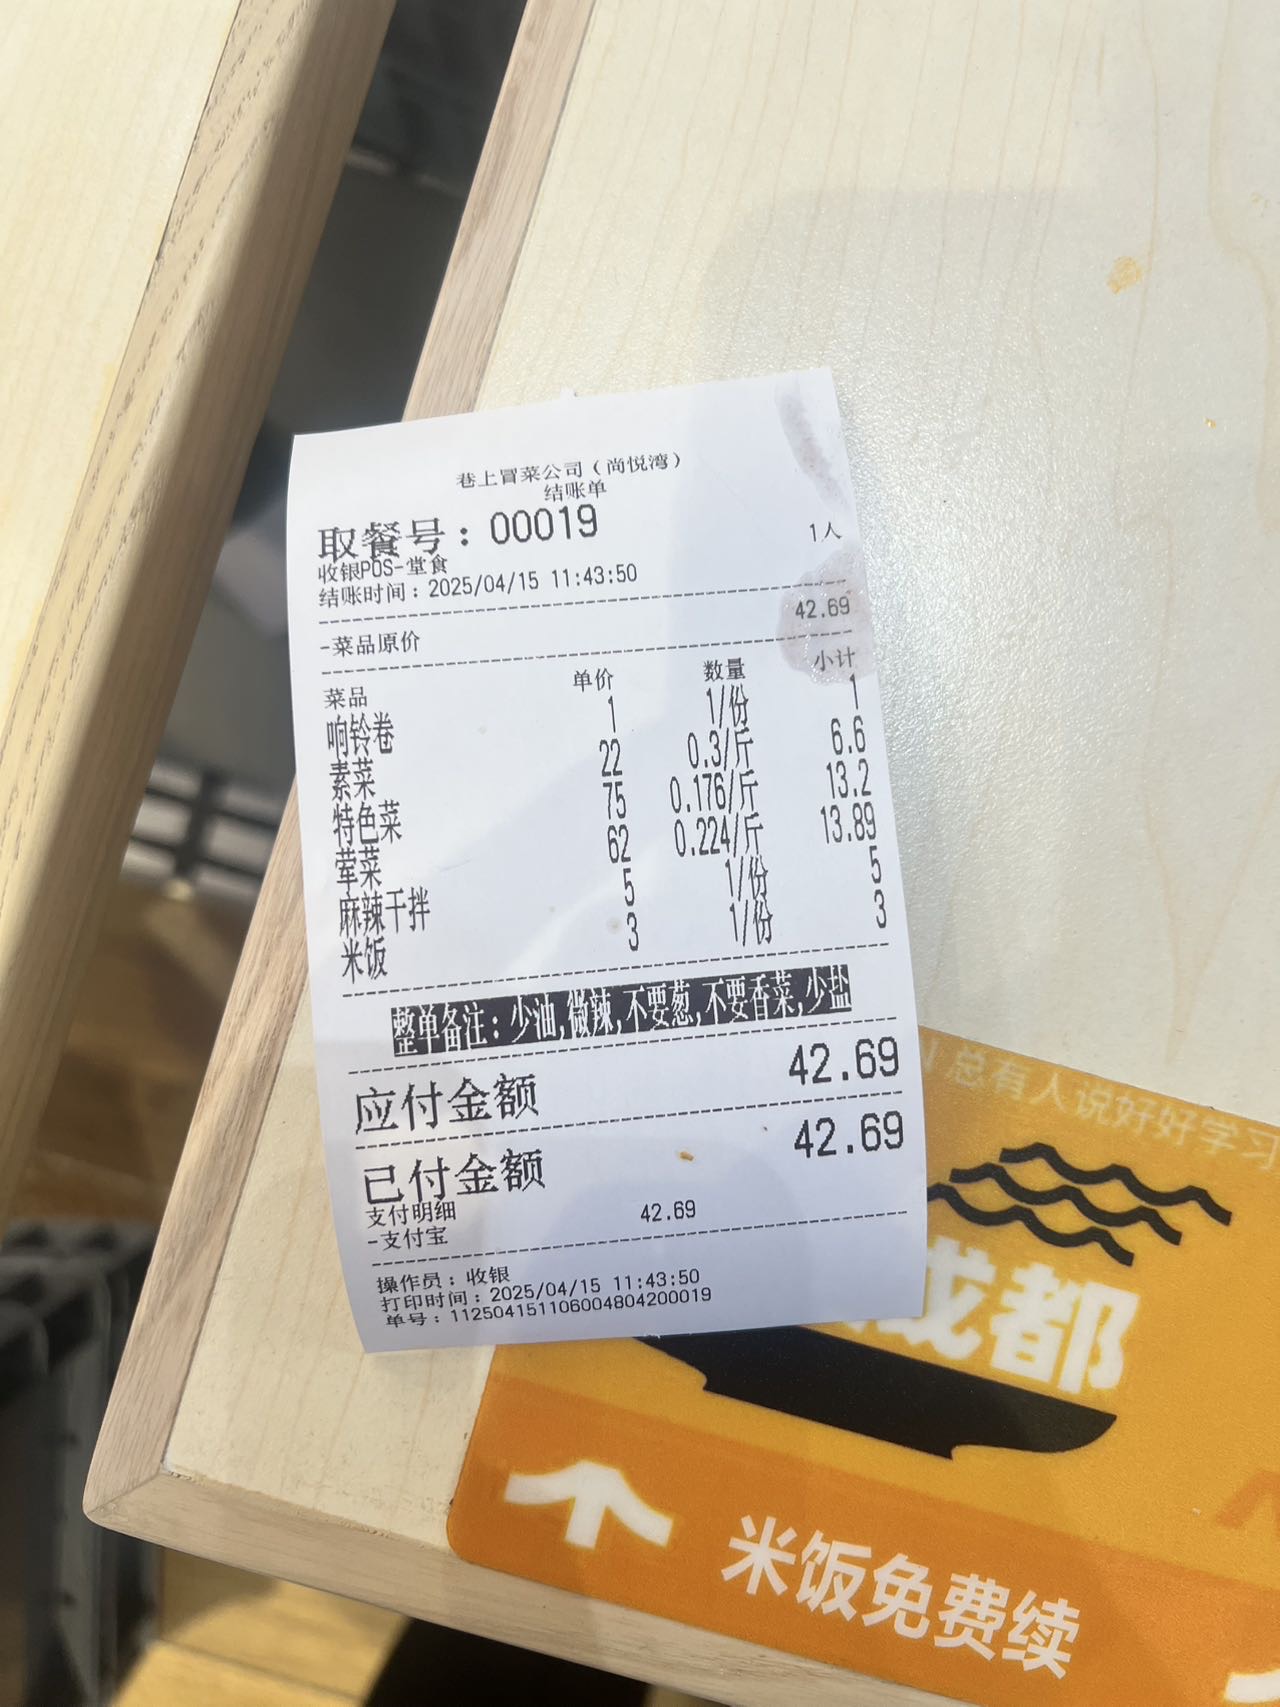 巷上冒菜公司（尚悦湾）
结账单
取餐号：00019 1人
收银POS-堂食
结账时间：2025/04/15 11:43:50
-菜品原价 42.69
菜品 单价 数量 小计
响铃卷 1 1/份 1
素菜 22 0.3/斤 6.6
特色菜 75 0.176/斤 13.2
荤菜 62 0.224/斤 13.89
麻辣干拌 5 1/份 5
米饭 3 1/份 3
整单备注：少油,微辣,不要葱,不要香菜,少盐
应付金额 42.69
已付金额 42.69
支付明细
-支付宝 42.69
操作员：收银
打印时间：2025/04/15 11:43:50
单号：112504151106004804200019
总有人说好好学习
成都
米饭免费续